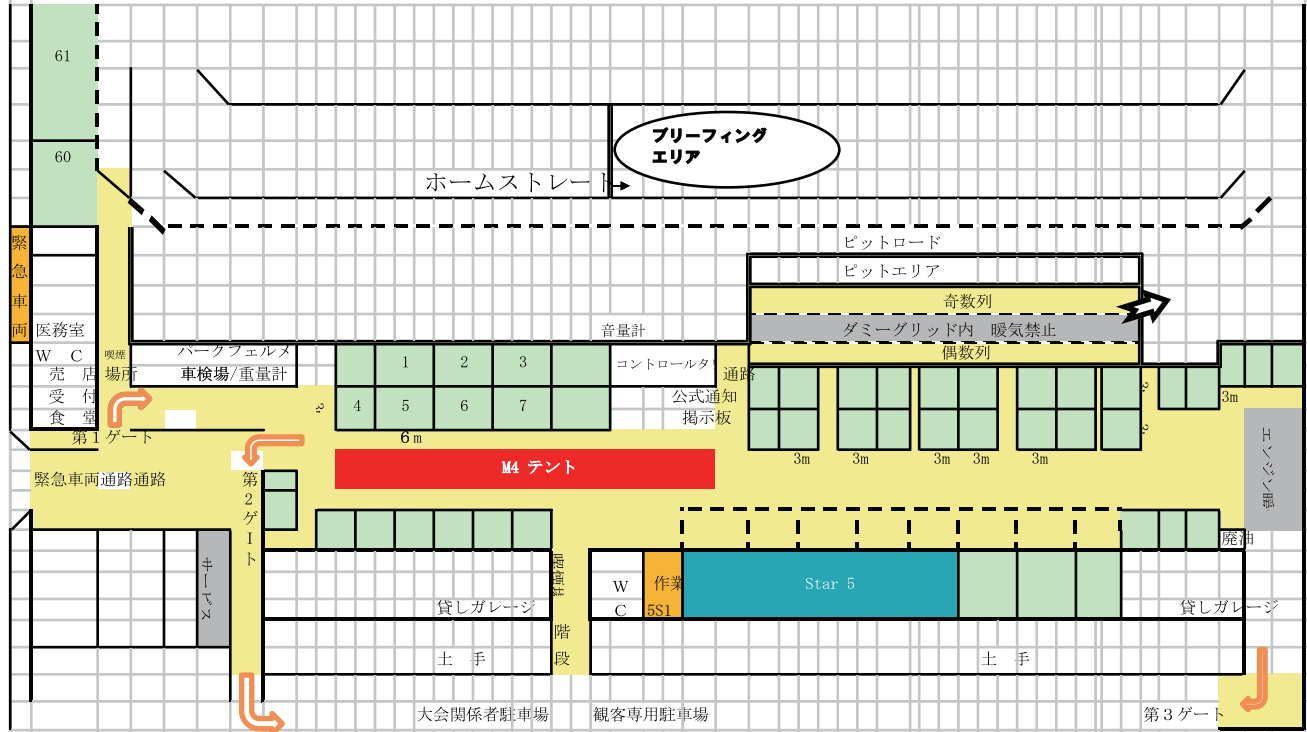 61
ブリーフィング
エリア
60
ホームストレート
緊急車両
ピットロード
ピットエリア
奇数列
医務室
音量計
ダミーグリッド内　暖気禁止
偶数列
Ｗ　Ｃ
喫煙
場所
パークフェルメ
車検場/重量計
1
2
3
コントロールタ
通路
売　店
受　付
食　堂
4
5
6
7
公式通知
掲示板
3m
第１ゲート
６ｍ
3m
3m
3m
3m
3m
M4 テント
緊急車両通路通路
第２ゲート
エンジン
廃油
サービス
Ｗ
Ｃ
作業
5S1
Star 5
貸しガレージ
貸しガレージ
階
段
土　手
土　手
大会関係者駐車場
観客専用駐車場
第３ゲート